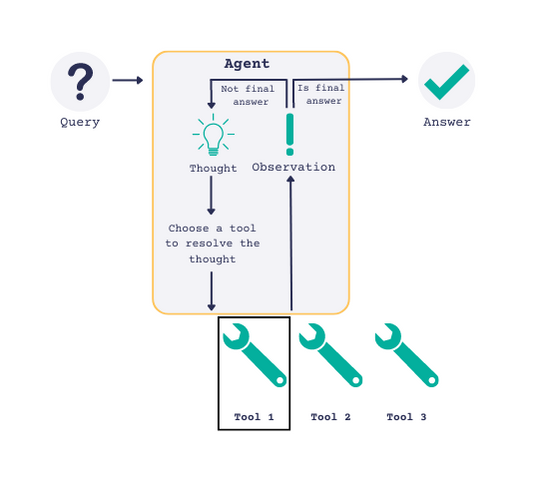 Agent
Not final
answer
Is final
answer
Query
Answer
Thought
Observation
Choose a tool
to resolve the
thought
Tool 1
Tool 2
Tool 3